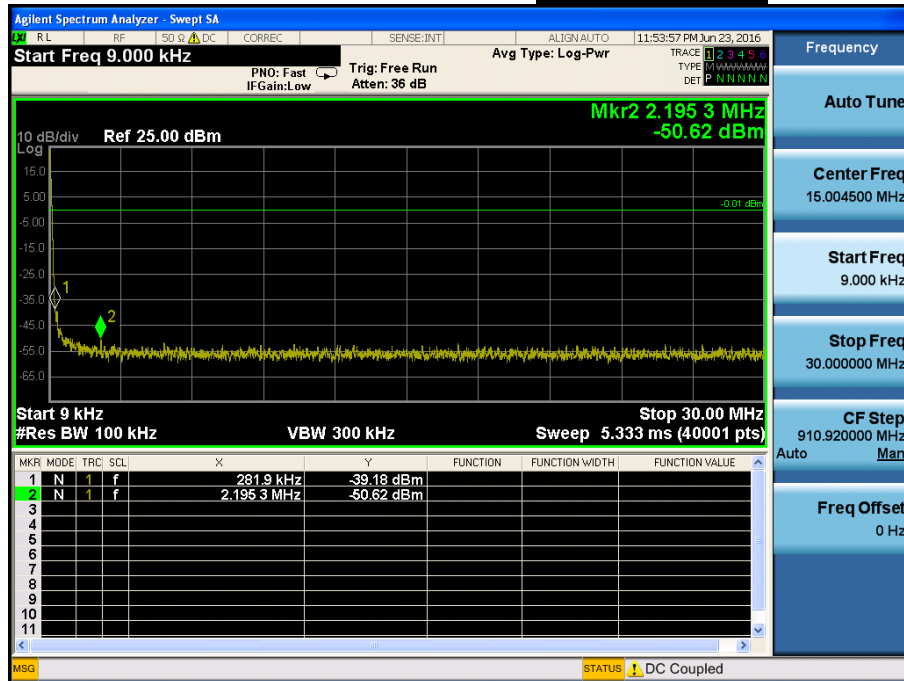 Agilent Spectrum Analyzer - Swept SA
LXI RL RF 50 Ω DC CORREC SENSE:INT ALIGN AUTO 11:53:57 PM Jun 23, 2016
Start Freq 9.000 kHz
Avg Type: Log-Pwr
TRACE 1 2 3 4 5 6
TYPE M WWWWW
DET P N N N N N
PNO: Fast
IFGain:Low
Trig: Free Run
Atten: 36 dB
Mkr2 2.195 3 MHz
-50.62 dBm
10 dB/div
Log
Ref 25.00 dBm
15.0
5.00
-5.00
-15.0
-25.0
-35.0
-45.0
-55.0
-65.0
-0.01 dBm
1
2
Start 9 kHz
Stop 30.00 MHz
#Res BW 100 kHz
VBW 300 kHz
Sweep 5.333 ms (40001 pts)
MKR MODE TRC SCL X Y FUNCTION FUNCTION WIDTH FUNCTION VALUE
1 N 1 f 281.9 kHz -39.18 dBm
2 N 1 f 2.195 3 MHz -50.62 dBm
3
4
5
6
7
8
9
10
11
MSG
STATUS
DC Coupled
Frequency
Auto Tune
Center Freq
15.004500 MHz
Start Freq
9.000 kHz
Stop Freq
30.000000 MHz
CF Step
910.920000 MHz
Auto Man
Freq Offset
0 Hz